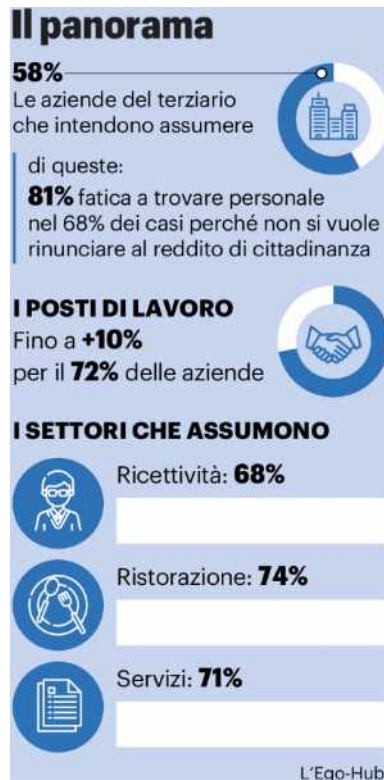 Il panorama
58%
Le aziende del terziario
che intendono assumere
di queste:
81% fatica a trovare personale
nel 68% dei casi perché non si vuole
rinunciare al reddito di cittadinanza
I POSTI DI LAVORO
Fino a +10%
per il 72% delle aziende
I SETTORI CHE ASSUMONO
Ricettività: 68%
Ristorazione: 74%
Servizi: 71%
L'Ego-Hub